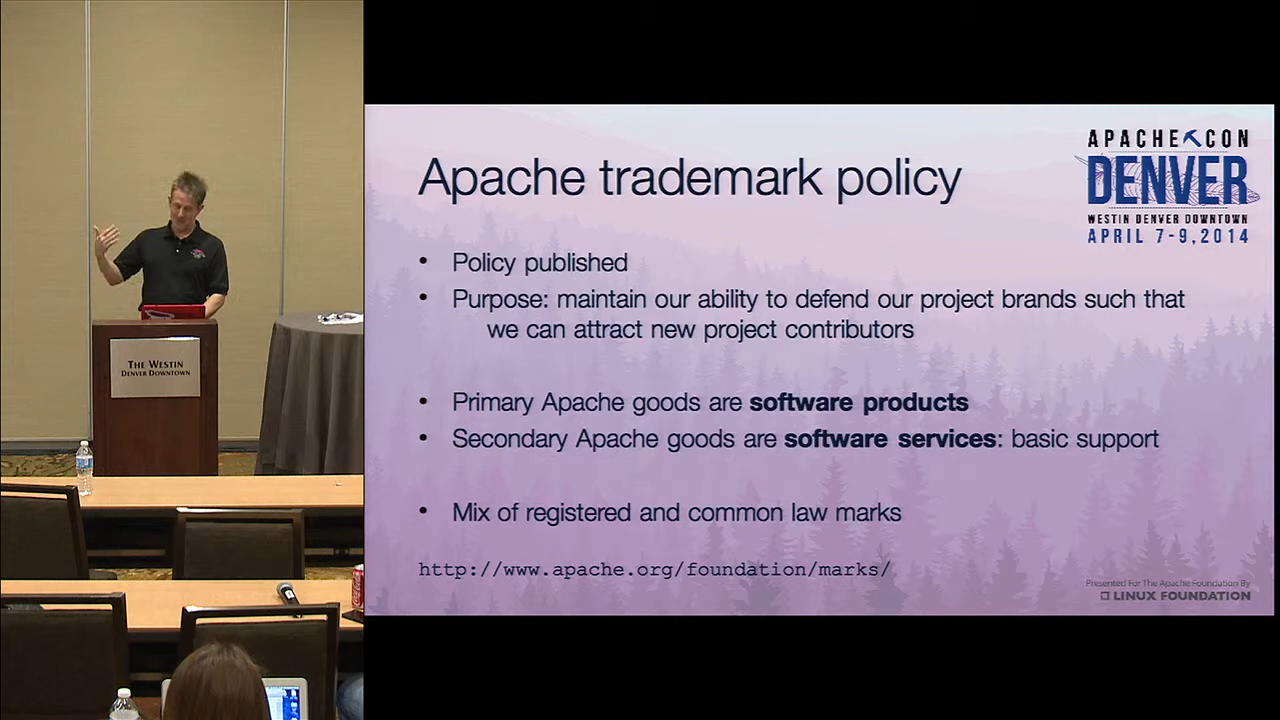 THE WESTIN
DENVER DOWNTOWN
APACHE CON
DENVER
WESTIN DENVER DOWNTOWN
APRIL 7-9, 2014
Apache trademark policy
• Policy published
• Purpose: maintain our ability to defend our project brands such that
we can attract new project contributors
• Primary Apache goods are software products
• Secondary Apache goods are software services: basic support
• Mix of registered and common law marks
http://www.apache.org/foundation/marks/
Presented For The Apache Foundation By
LINUX FOUNDATION